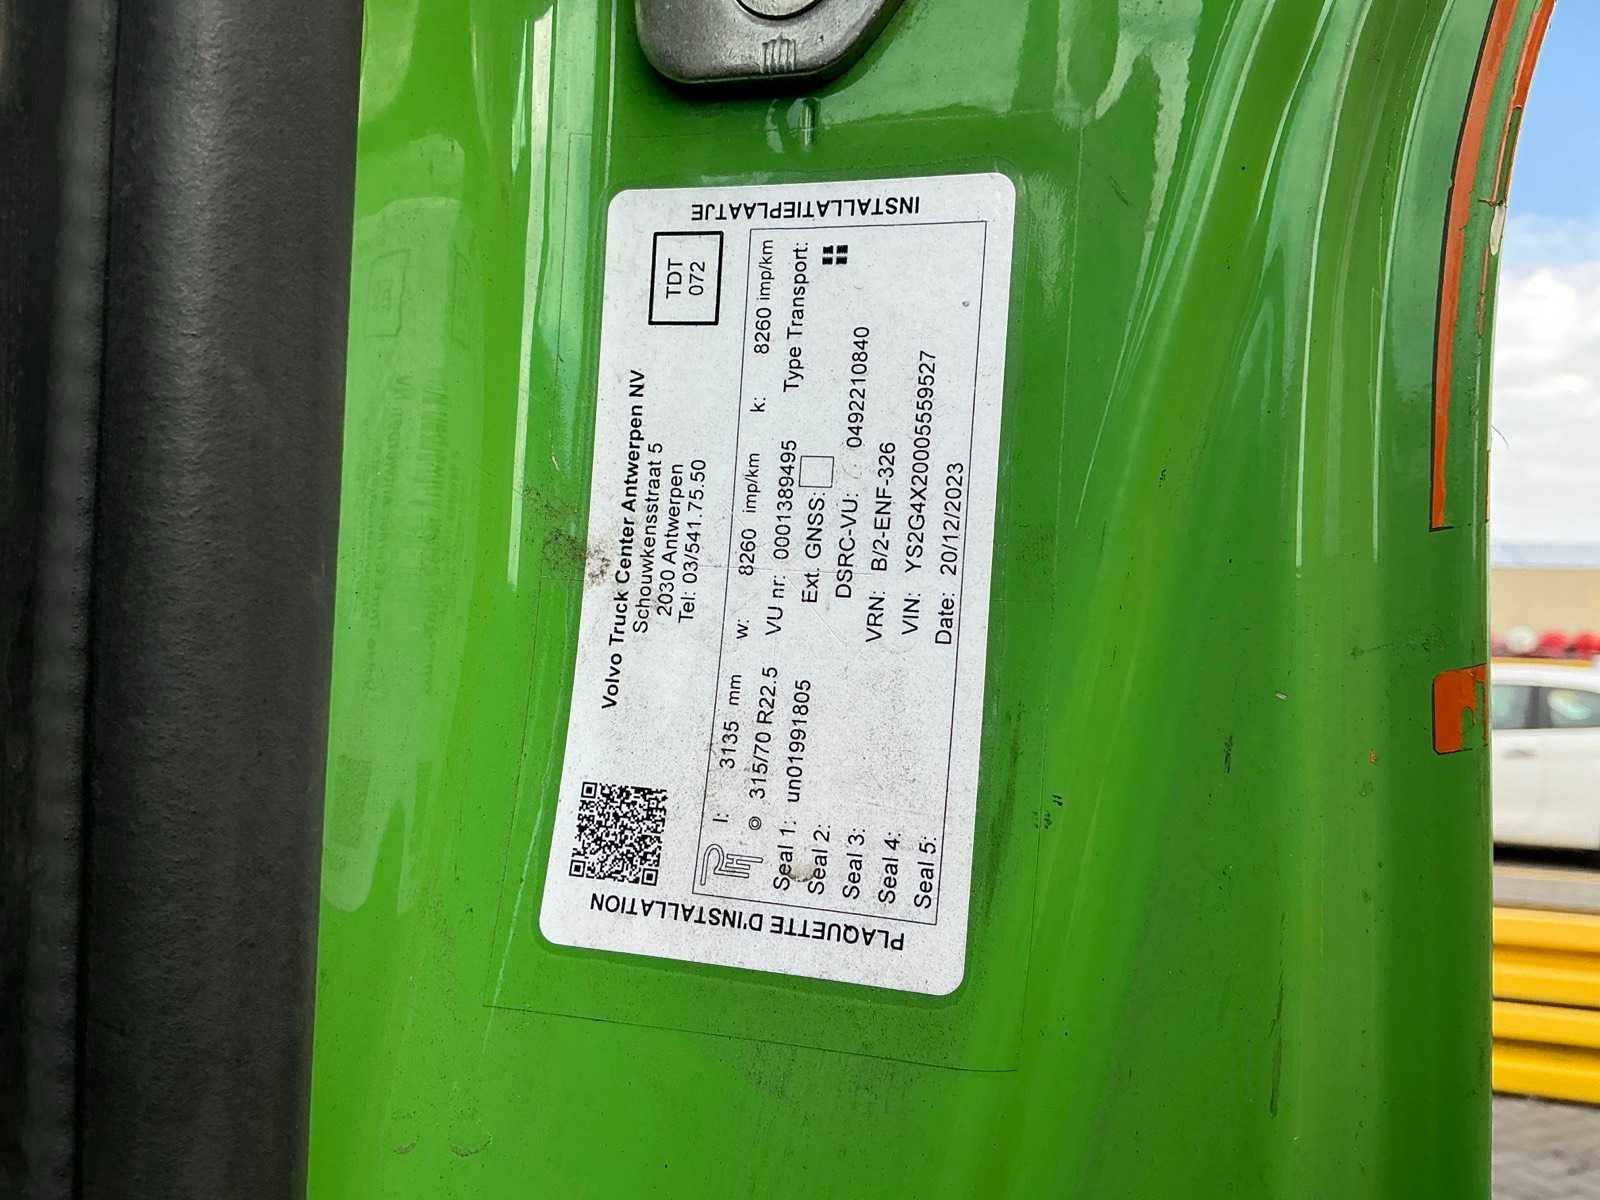 PLAQUETTE D'INSTALLATION
INSTALLATIEPLAATJE
Volvo Truck Center Antwerpen NV
Schouwkensstraat 5
2030 Antwerpen
Tel: 03/541.75.50
TDT
072
l: 3135 mm w: 8260 imp/km k: 8260 imp/km
315/70 R22.5 VU nr: 0001389495 Type Transport:
Seal 1: un01991805 Ext. GNSS:
Seal 2: DSRC-VU: 0492210840
Seal 3: VRN: B/2-ENF-326
Seal 4: VIN: YS2G4X20005559527
Seal 5: Date: 20/12/2023